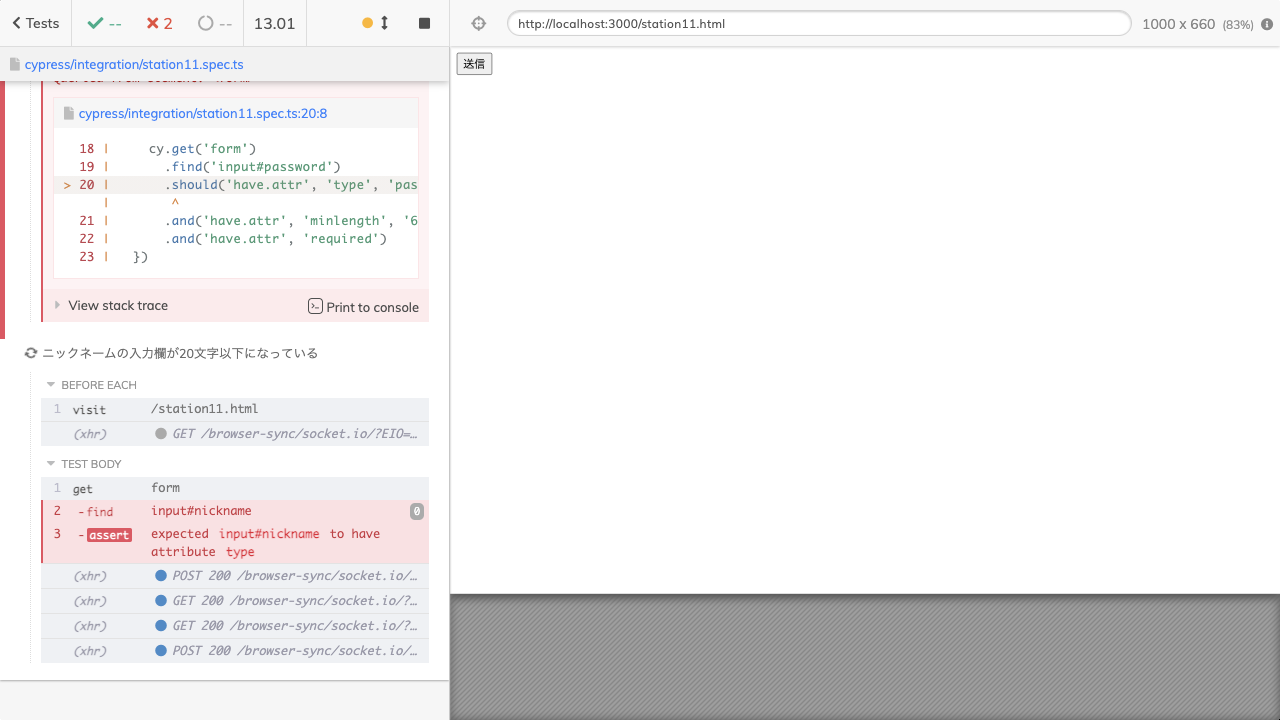 Tests
--
2
--
13.01
http://localhost:3000/station11.html
1000 x 660 (83%)
cypress/integration/station11.spec.ts
送信
cypress/integration/station11.spec.ts:20:8
18 | cy.get('form')
19 | .find('input#password')
> 20 | .should('have.attr', 'type', 'pas
| ^
21 | .and('have.attr', 'minlength', '6
22 | .and('have.attr', 'required')
23 | })
View stack trace
Print to console
ニックネームの入力欄が20文字以下になっている
BEFORE EACH
1 visit /station11.html
(xhr) GET /browser-sync/socket.io/?EIO=…
TEST BODY
1 get form
2 -find input#nickname 0
3 -assert expected input#nickname to have
attribute type
(xhr) POST 200 /browser-sync/socket.io/…
(xhr) GET 200 /browser-sync/socket.io/?…
(xhr) GET 200 /browser-sync/socket.io/?…
(xhr) POST 200 /browser-sync/socket.io/…